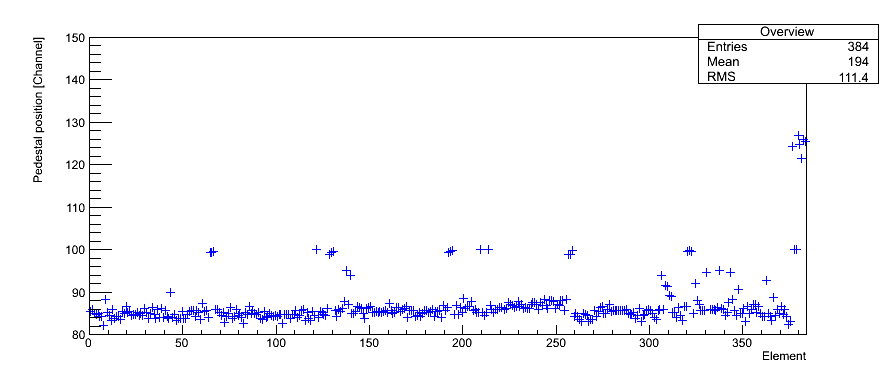 Overview
Entries 384
Mean 194
RMS 111.4
Pedestal position [Channel]
150
140
130
120
110
100
90
80
0 50 100 150 200 250 300 350
Element